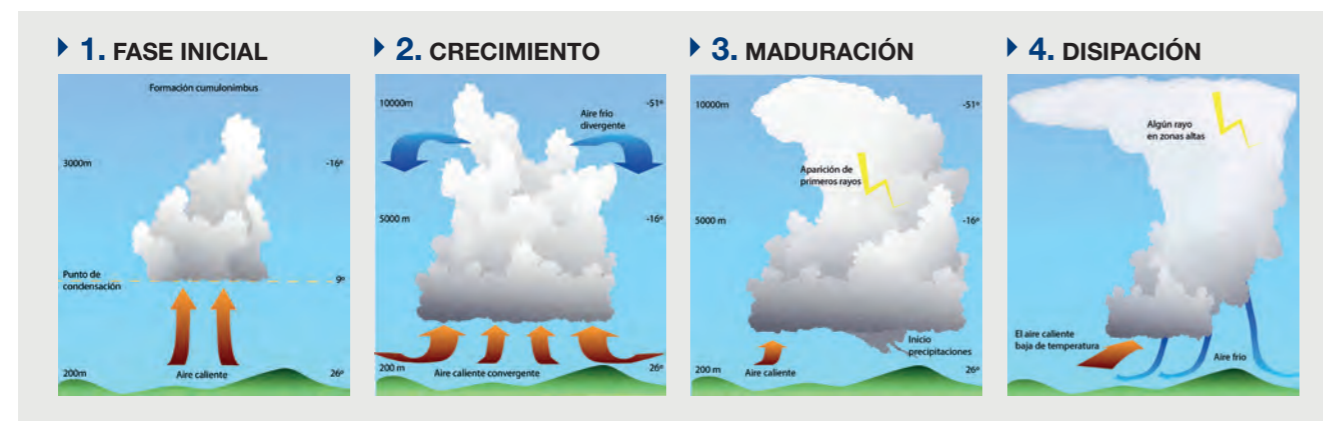 1. FASE INICIAL
Formación cumulonimbus
3000m
-16º
Punto de
condensación
9º
200m
Aire caliente
26º
2. CRECIMIENTO
10000m
-51º
Aire frío
divergente
5000 m
-16º
200 m
Aire caliente convergente
26º
3. MADURACIÓN
10000m
-51º
Aparición de
primeros rayos
5000 m
-16º
Inicio
precipitaciones
200 m
Aire caliente
26º
4. DISIPACIÓN
Algún rayo
en zonas altas
El aire caliente
baja de temperatura
Aire frío